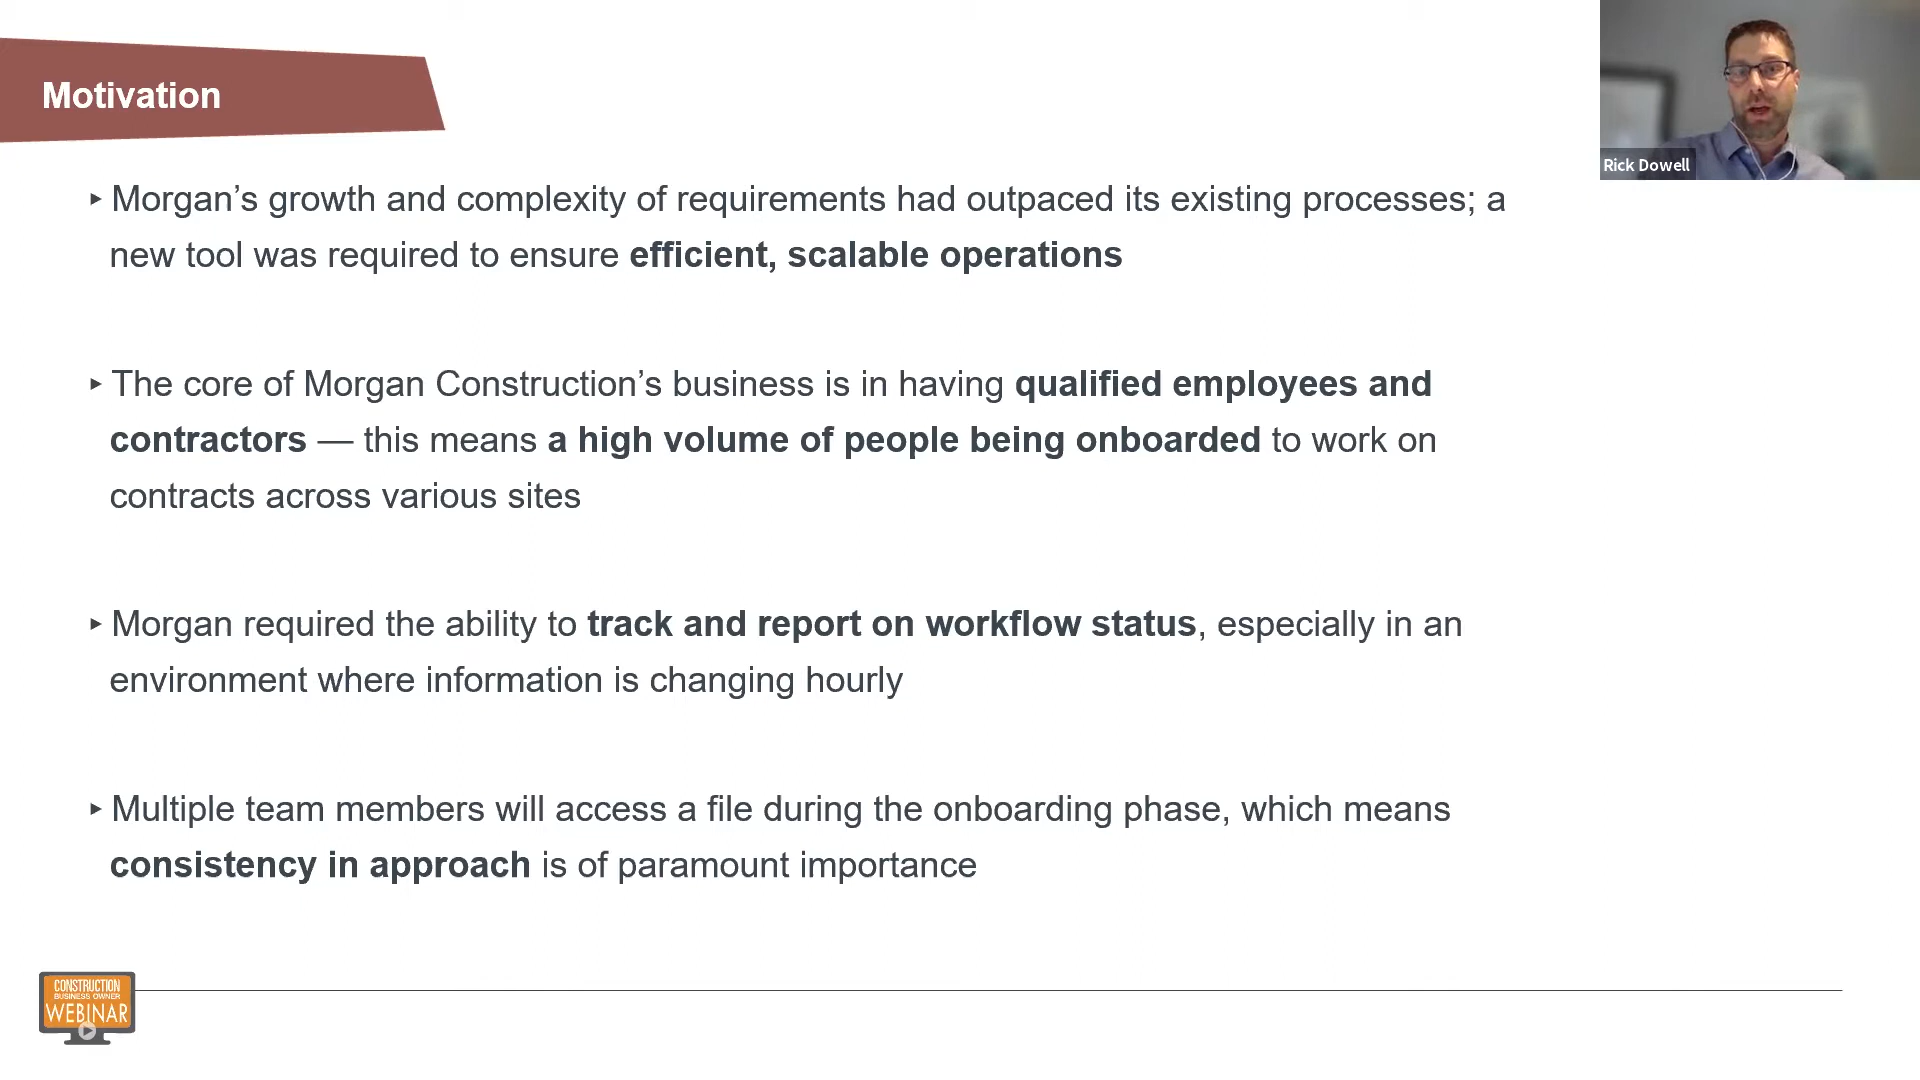 Motivation
Rick Dowell
▸ Morgan’s growth and complexity of requirements had outpaced its existing processes; a
new tool was required to ensure efficient, scalable operations
▸ The core of Morgan Construction’s business is in having qualified employees and
contractors — this means a high volume of people being onboarded to work on
contracts across various sites
▸ Morgan required the ability to track and report on workflow status, especially in an
environment where information is changing hourly
▸ Multiple team members will access a file during the onboarding phase, which means
consistency in approach is of paramount importance
CONSTRUCTION
BUSINESS OWNER
WEBINAR